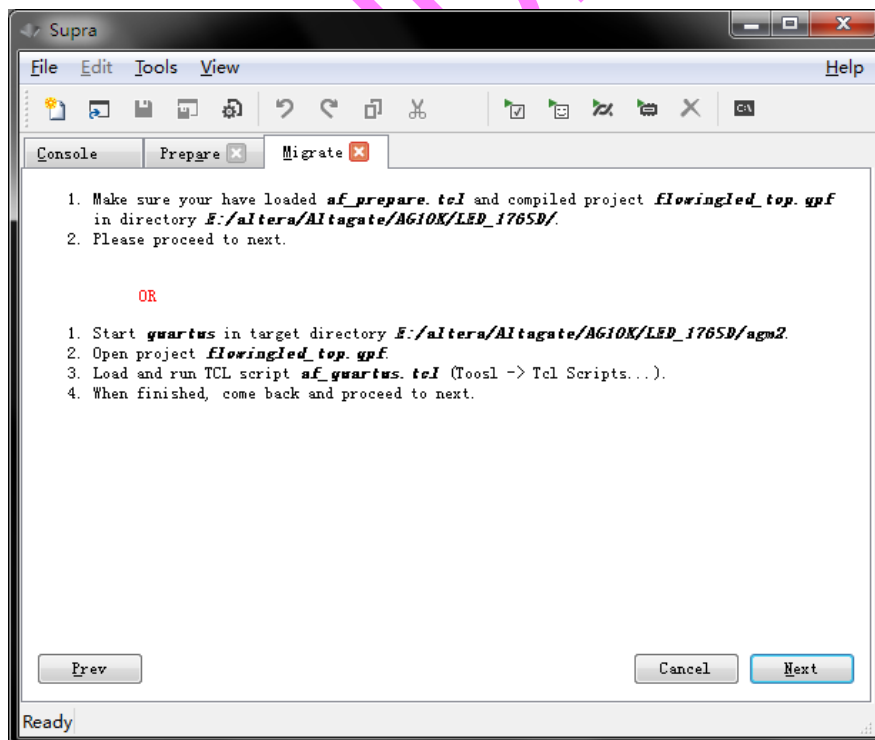 Supra
File Edit Tools View Help
C:\
Console Prepare Migrate
1. Make sure your have loaded af_prepare.tcl and compiled project flowingled_top.qpf
in directory E:/altera/Altagate/AG10K/LED_1765D/.
2. Please proceed to next.
OR
1. Start quartus in target directory E:/altera/Altagate/AG10K/LED_1765D/agm2.
2. Open project flowingled_top.qpf.
3. Load and run TCL script af_quartus.tcl (Toosl -> Tcl Scripts...).
4. When finished, come back and proceed to next.
Prev Cancel Next
Ready